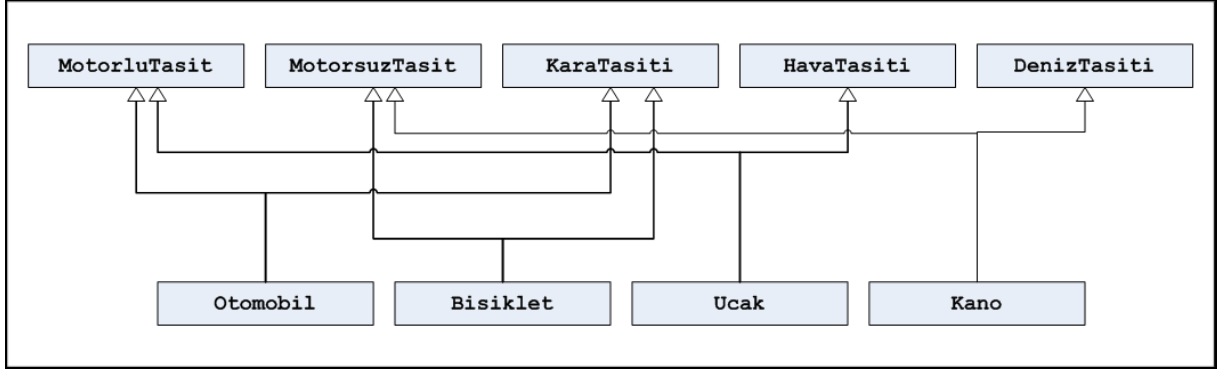 MotorluTasit
MotorsuzTasit
KaraTasiti
HavaTasiti
DenizTasiti
Otomobil
Bisiklet
Ucak
Kano